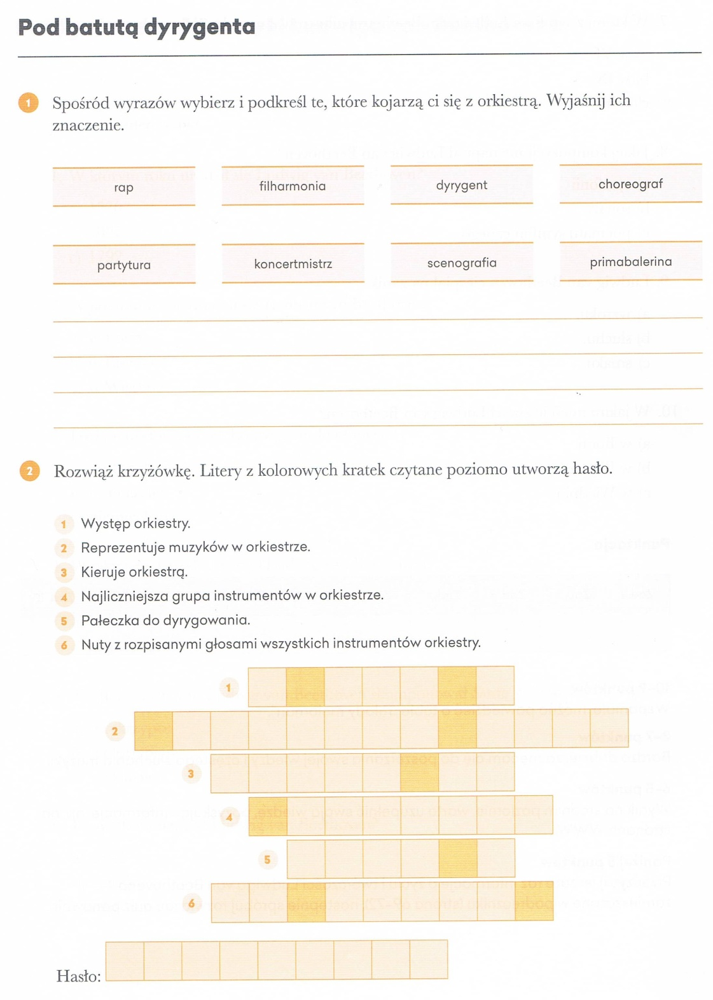 Pod batutą dyrygenta
1 Spośród wyrazów wybierz i podkreśl te, które kojarzą ci się z orkiestrą. Wyjaśnij ich
znaczenie.
rap filharmonia dyrygent choreograf
partytura koncertmistrz scenografia primabalerina
2 Rozwiąż krzyżówkę. Litery z kolorowych kratek czytane poziomo utworzą hasło.
1 Występ orkiestry.
2 Reprezentuje muzyków w orkiestrze.
3 Kieruje orkiestrą.
4 Najliczniejsza grupa instrumentów w orkiestrze.
5 Pałeczka do dyrygowania.
6 Nuty z rozpisanymi głosami wszystkich instrumentów orkiestry.
1
2
3
4
5
6
Hasło: